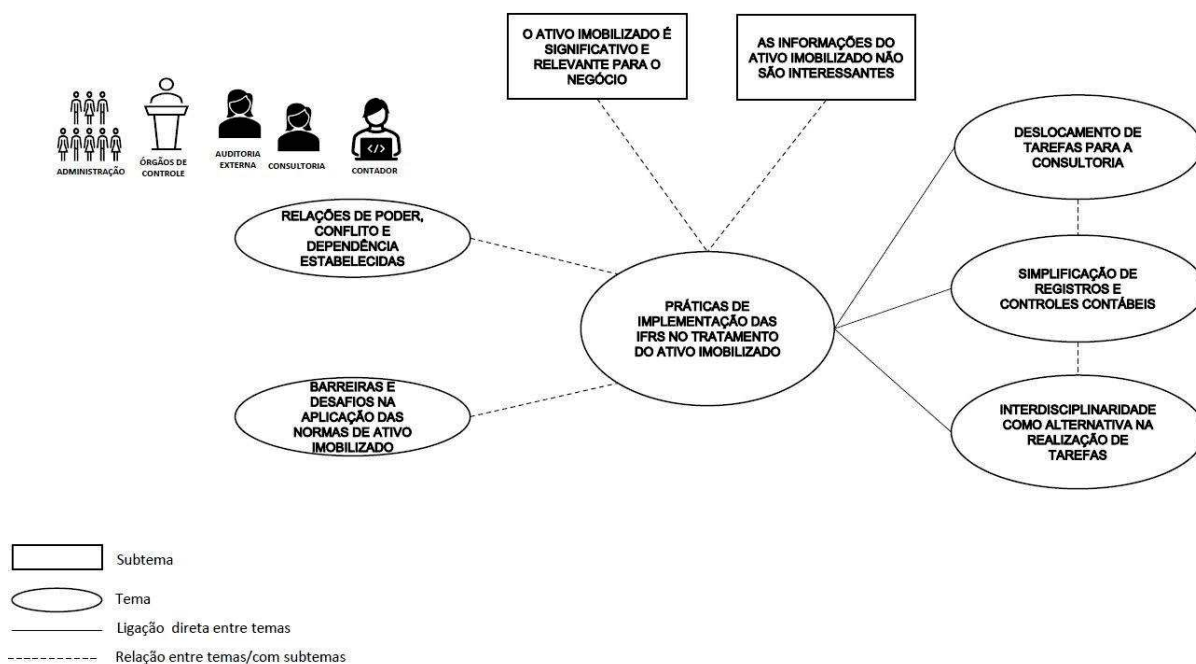 O ATIVO IMOBILIZADO É
SIGNIFICATIVO E
RELEVANTE PARA O
NEGÓCIO
AS INFORMAÇÕES DO
ATIVO IMOBILIZADO NÃO
SÃO INTERESSANTES
ADMINISTRAÇÃO
ÓRGÃOS DE
CONTROLE
AUDITORIA
EXTERNA
CONSULTORIA
</>
CONTADOR
DESLOCAMENTO DE
TAREFAS PARA A
CONSULTORIA
RELAÇÕES DE PODER,
CONFLITO E
DEPENDÊNCIA
ESTABELECIDAS
SIMPLIFICAÇÃO DE
REGISTROS E
CONTROLES CONTÁBEIS
PRÁTICAS DE
IMPLEMENTAÇÃO DAS
IFRS NO TRATAMENTO
DO ATIVO IMOBILIZADO
BARREIRAS E
DESAFIOS NA
APLICAÇÃO DAS
NORMAS DE ATIVO
IMOBILIZADO
INTERDISCIPLINARIDADE
COMO ALTERNATIVA NA
REALIZAÇÃO DE
TAREFAS
Subtema
Tema
Ligação direta entre temas
Relação entre temas/com subtemas